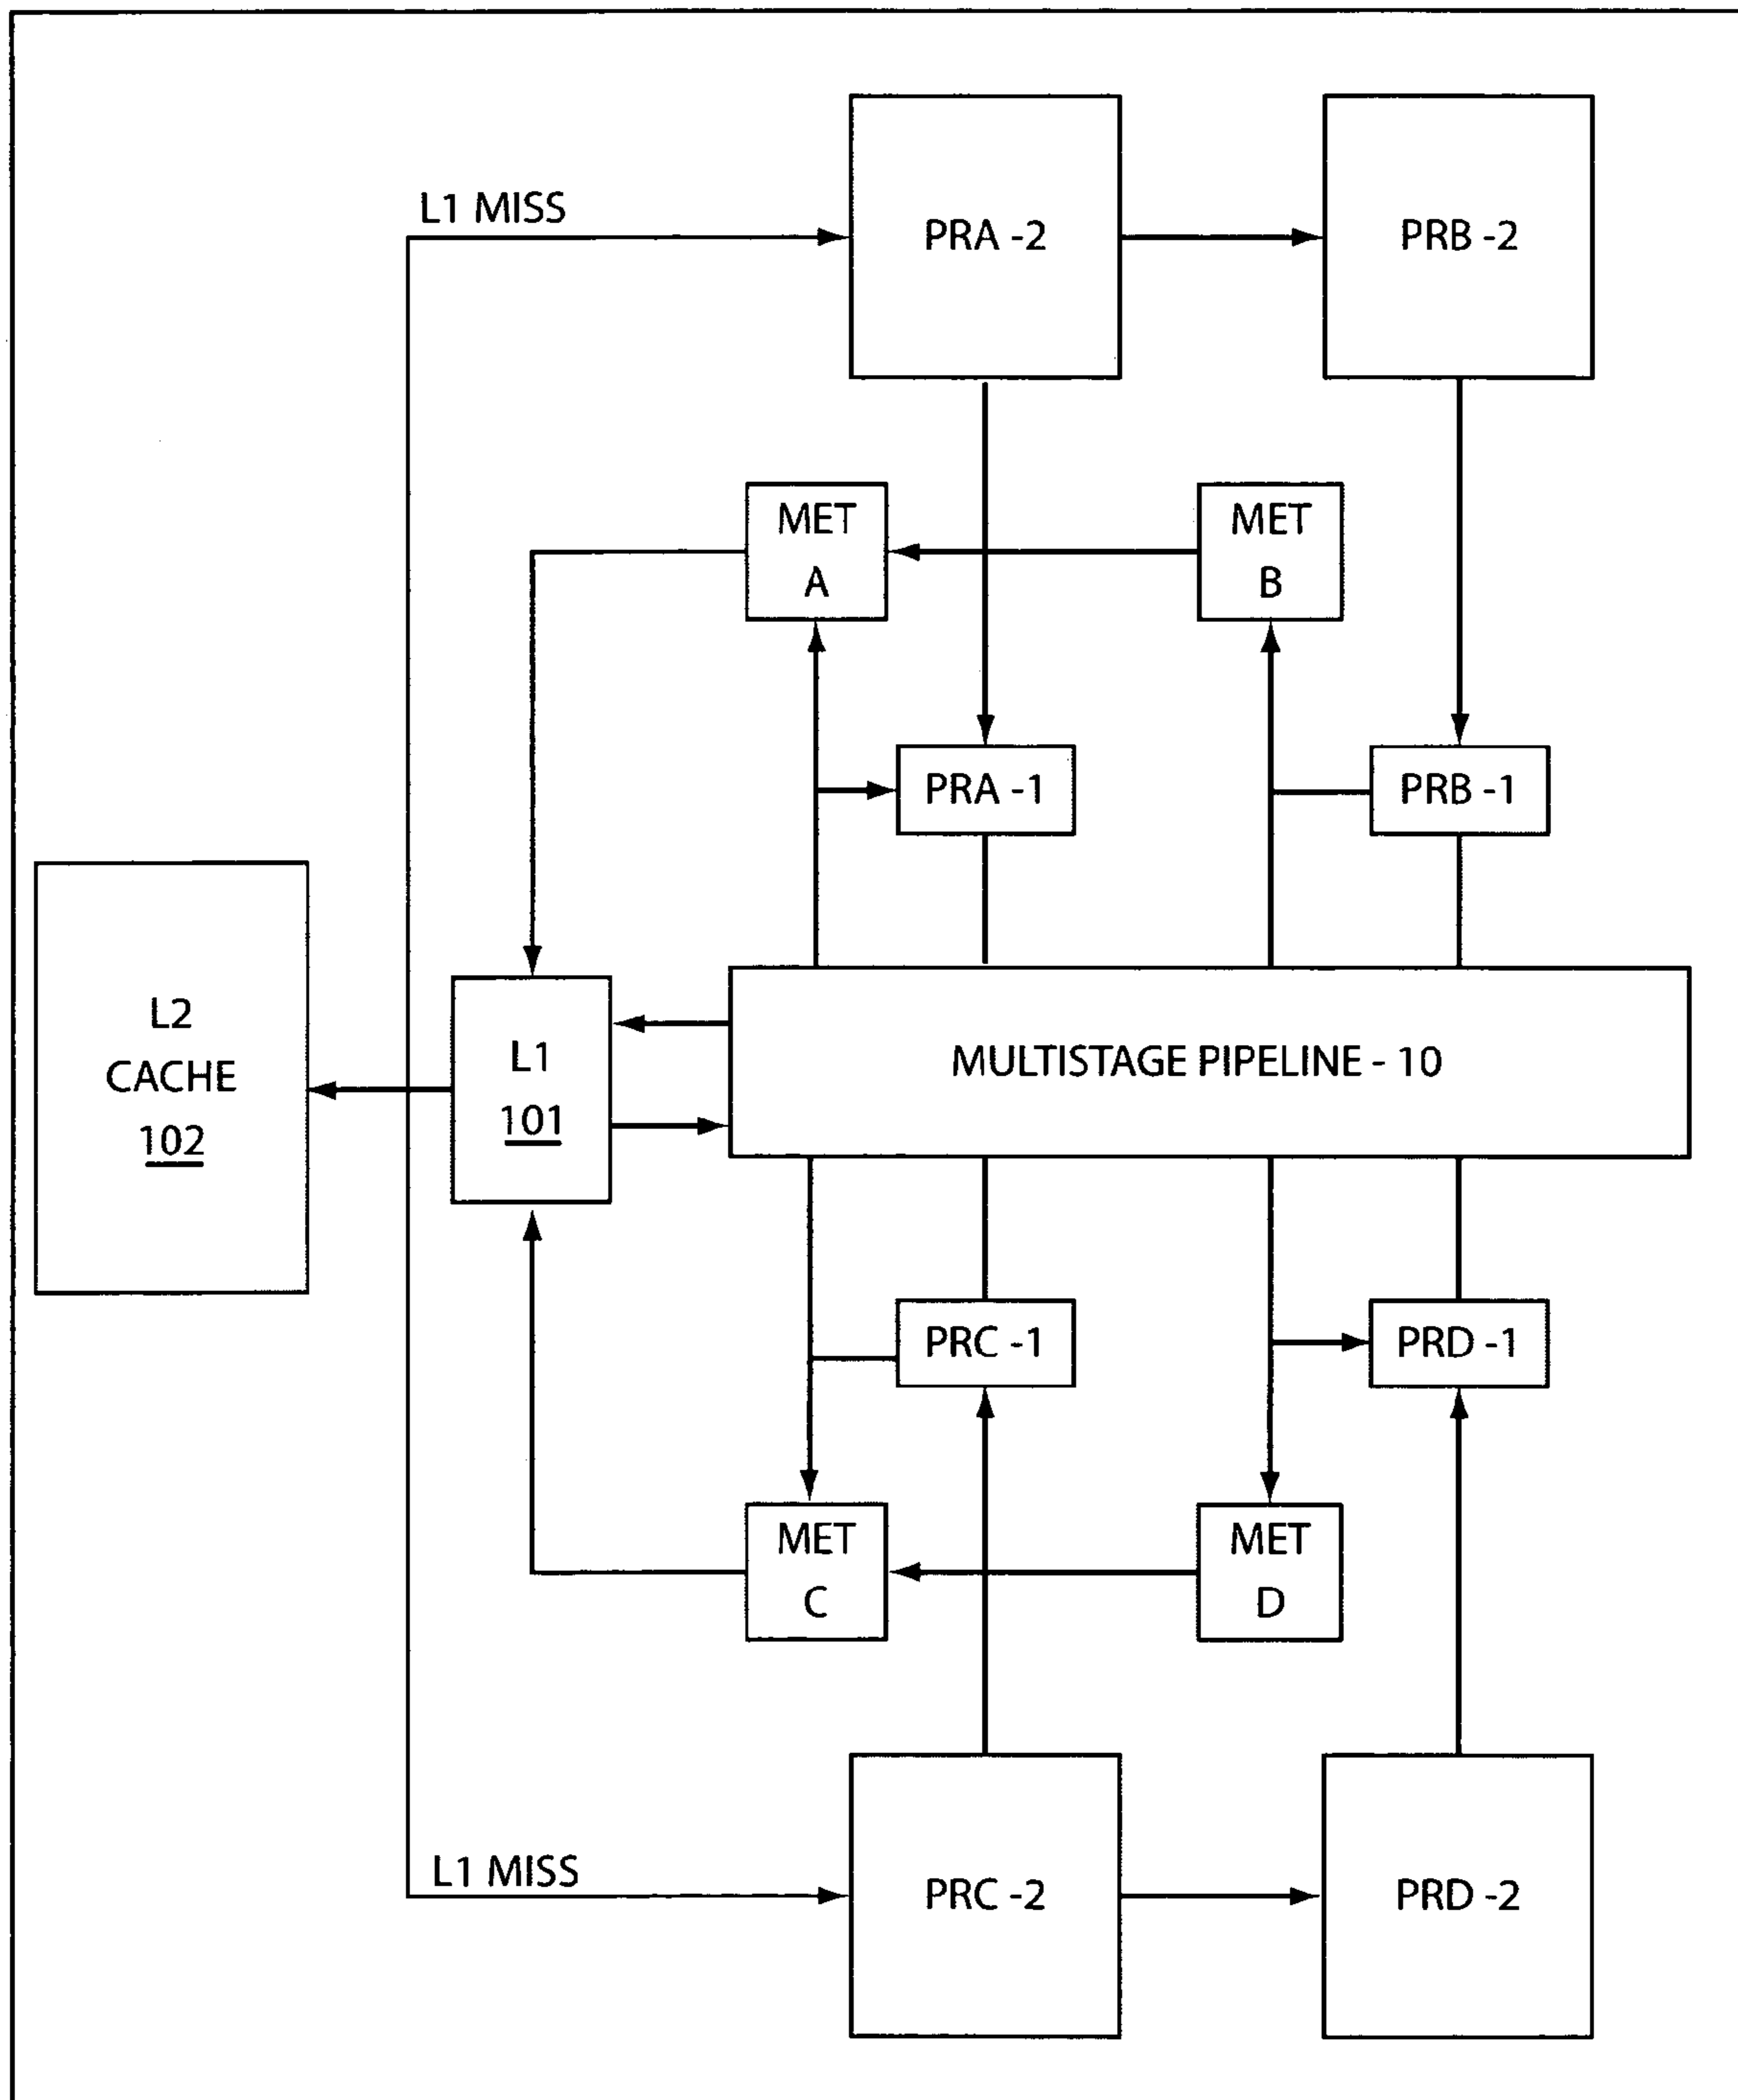 L1 MISS
PRA -2
PRB -2
MET
A
MET
B
PRA -1
PRB -1
L2
CACHE
102
L1
101
MULTISTAGE PIPELINE - 10
PRC -1
PRD -1
MET
C
MET
D
L1 MISS
PRC -2
PRD -2